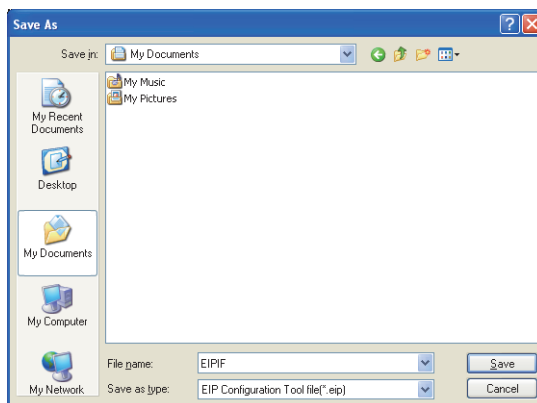 Save As
Save in: My Documents
My Music
My Pictures
My Recent
Documents
Desktop
My Documents
My Computer
My Network
File name: EIPIF Save
Save as type: EIP Configuration Tool file(*.eip) Cancel